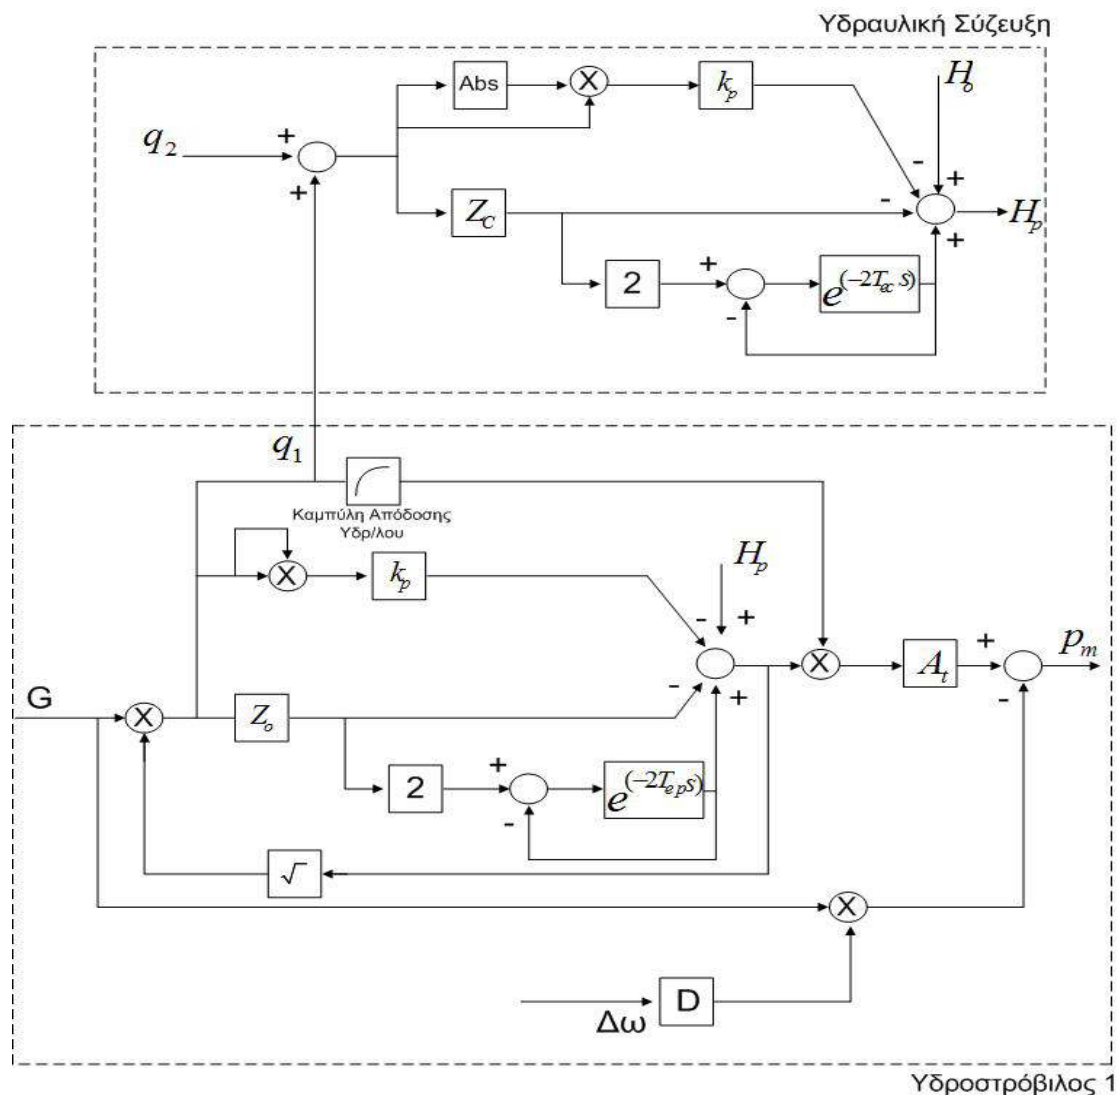 Υδραυλική Σύζευξη
Abs
X
k_p
H_o
q_2
+
+
-
+
Z_C
-
H_p
+
2
+
-
e^(-2T_ec s)
q_1
Καμπύλη Απόδοσης
Υδρ/λου
X
k_p
H_p
-
+
G
X
Z_o
-
+
X
A_t
+
-
p_m
2
+
-
e^(-2T_ep s)
√
X
Δω
D
Υδροστρόβιλος 1